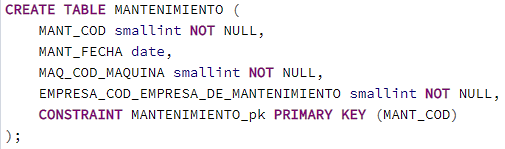 CREATE TABLE MANTENIMIENTO (
    MANT_COD smallint NOT NULL,
    MANT_FECHA date,
    MAQ_COD_MAQUINA smallint NOT NULL,
    EMPRESA_COD_EMPRESA_DE_MANTENIMIENTO smallint NOT NULL,
    CONSTRAINT MANTENIMIENTO_pk PRIMARY KEY (MANT_COD)
);